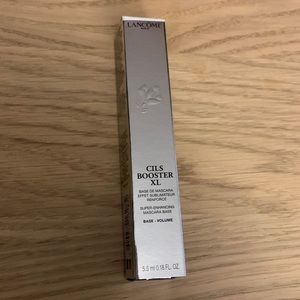 LANCÔME
PARIS
CILS
BOOSTER
XL
BASE DE MASCARA
EFFET SUBLIMATEUR
RENFORCÉ
SUPER-ENHANCING
MASCARA BASE
BASE - VOLUME
5.5 ml 0.18 FL. OZ.